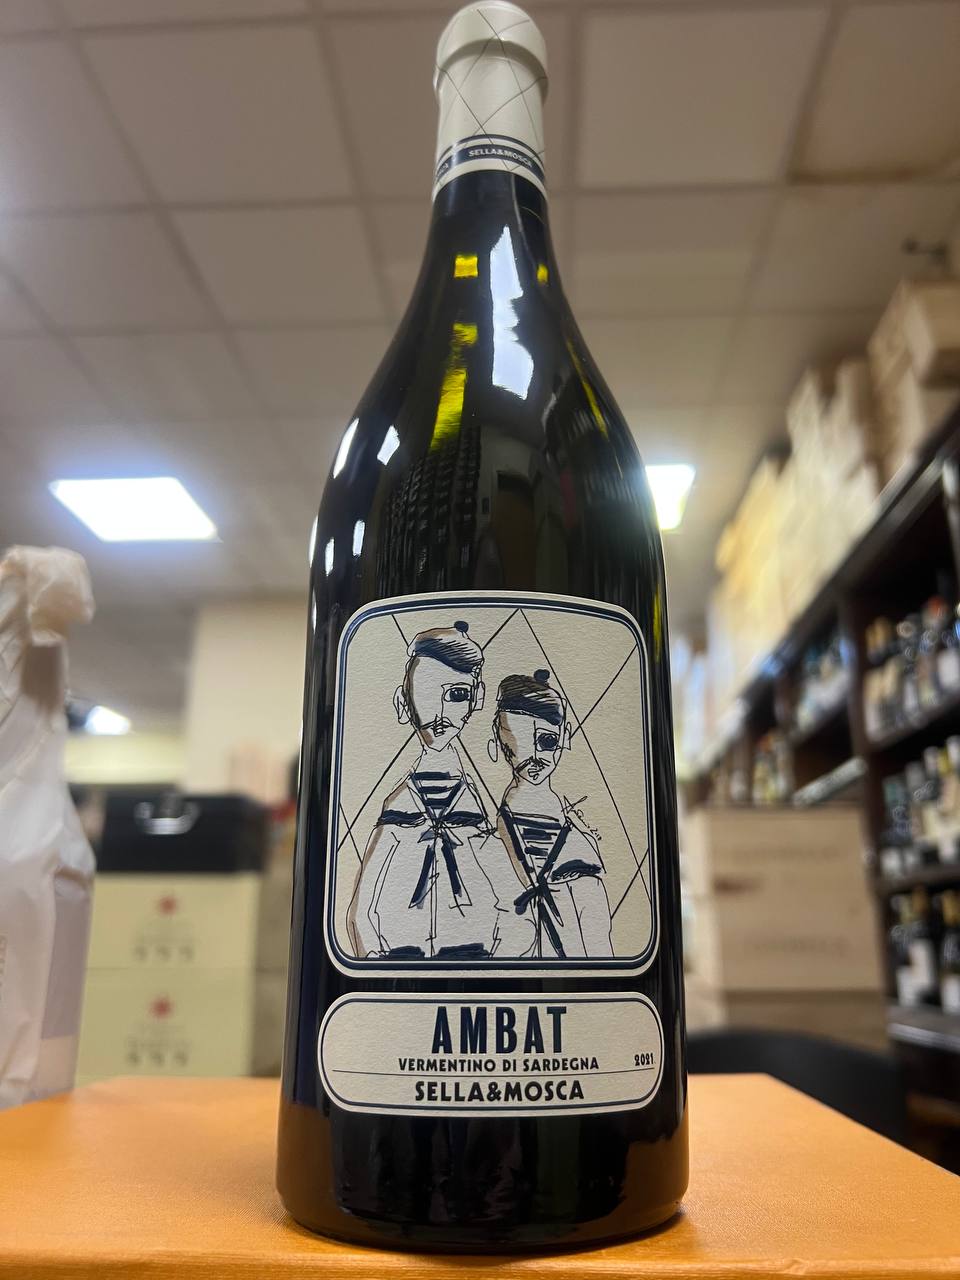 SELLA&MOSCA
AMBAT
VERMENTINO DI SARDEGNA
2021
SELLA&MOSCA